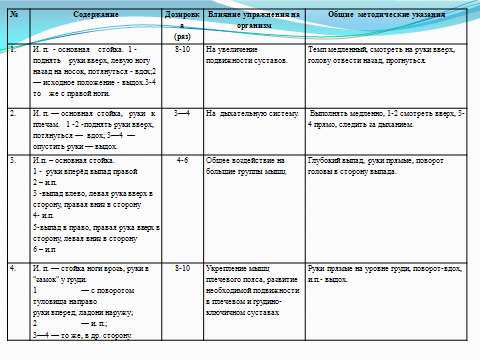 №
Содержание
Дозировк
а
(раз)
Влияние упражнения на
организм
Общие методические указания
1.
И. п. - основная стойка. 1 -
поднять руки вверх, левую ногу
назад на носок, потянуться - вдох;2
— исходное положение - выдох.3-4
то же с правой ноги.
8-10
На увеличение
подвижности суставов.
Темп медленный, смотреть на руки вверх,
голову отвести назад, прогнуться.
2.
И. п. — основная стойка, руки к
плечам. 1 -2 -поднять руки вверх,
потянуться — вдох; 3—4 —
опустить руки — выдох.
3—4
На дыхательную систему.
Выполнять медленно, 1-2 смотреть вверх, 3-
4 прямо, следить за дыханием.
3.
И.п. – основная стойка.
1 - руки вперёд выпад правой
2 – и.п.
3 -выпад влево, левая рука вверх в
сторону, правая вниз в сторону
4- и.п.
5-выпад в право, правая рука вверх в
сторону, левая вниз в сторону
6 – и.п
4-6
Общее воздействие на
большие группы мышц.
Глубокий выпад, руки прямые, поворот
головы в сторону выпада.
4.
И. п. — стойка ноги врозь, руки в
"замок" у груди.
1 — с поворотом
туловища направо
руки вперед, ладони наружу;
2 — и. п.;
3—4 — то же, в др. сторону.
8-10
Укрепление мышц
плечевого пояса, развитие
необходимой подвижности
в плечевом и грудино-
ключичном суставах
Руки прямые на уровне груди, поворот-вдох,
и.п.- выдох.